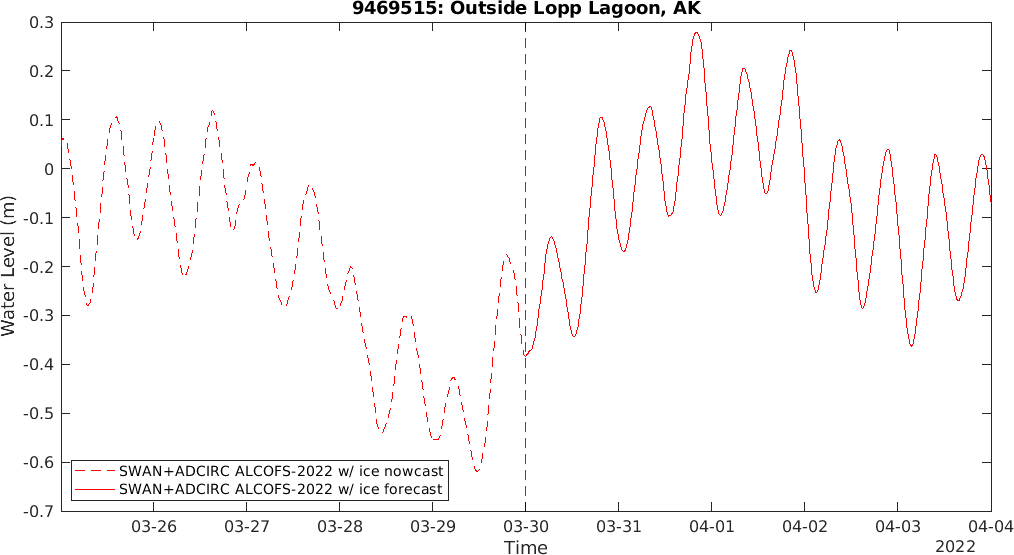 9469515: Outside Lopp Lagoon, AK
0.3
0.2
0.1
0
-0.1
-0.2
-0.3
-0.4
-0.5
-0.6
-0.7
Water Level (m)
SWAN+ADCIRC ALCOFS-2022 w/ ice nowcast
SWAN+ADCIRC ALCOFS-2022 w/ ice forecast
03-26 03-27 03-28 03-29 03-30 03-31 04-01 04-02 04-03 04-04
Time
2022